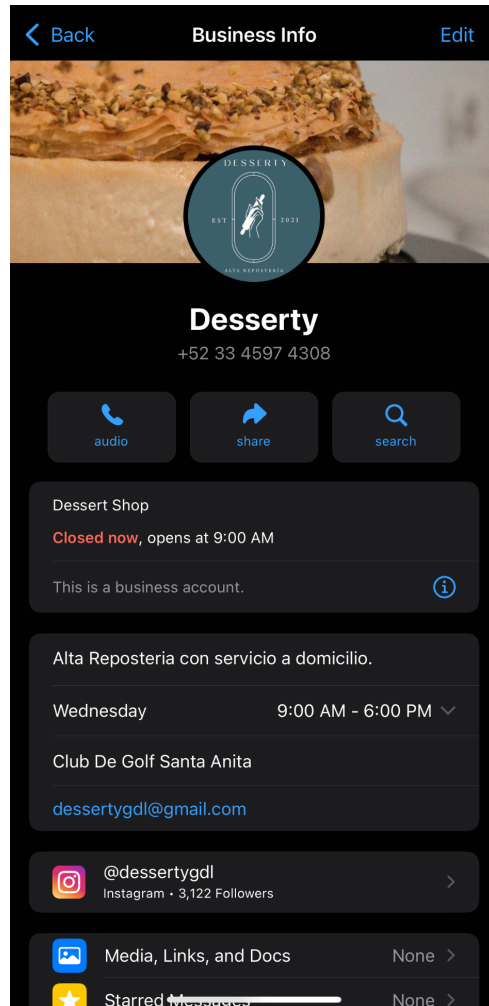 Back
Business Info
Edit
DESSERTY
EST
2021
ALTA REPOSTERÍA
Desserty
+52 33 4597 4308
audio
share
search
Dessert Shop
Closed now, opens at 9:00 AM
This is a business account.
Alta Reposteria con servicio a domicilio.
Wednesday 9:00 AM - 6:00 PM
Club De Golf Santa Anita
dessertygdl@gmail.com
@dessertygdl
Instagram • 3,122 Followers
Media, Links, and Docs None
Starred Messages None